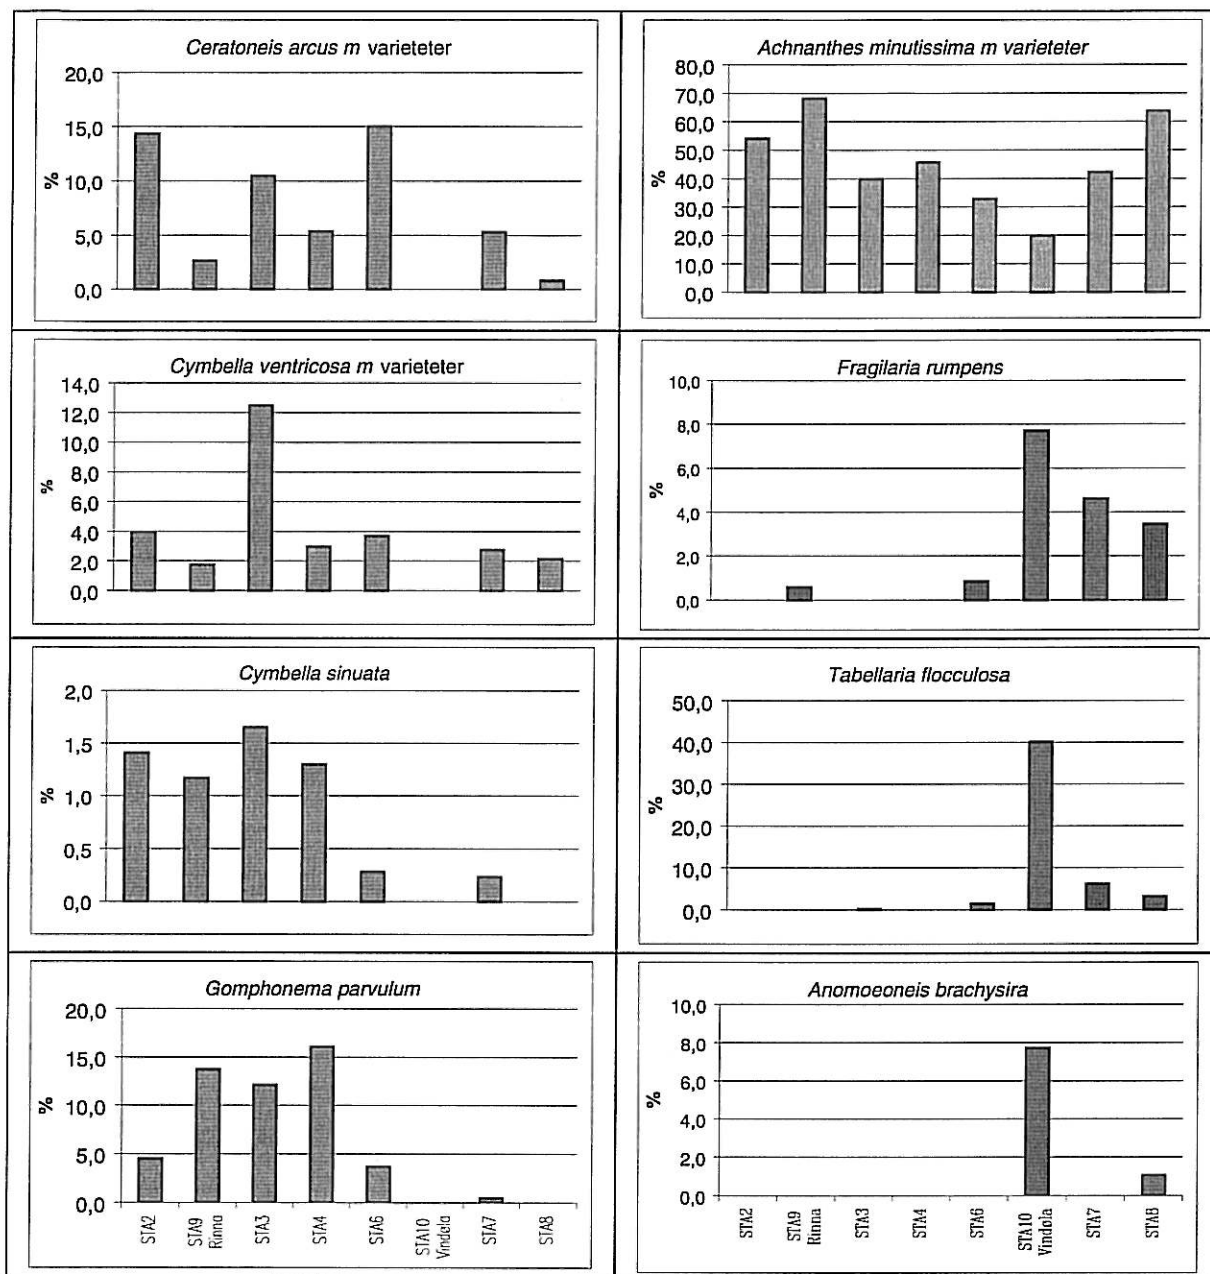 Ceratoneis arcus m varieteter
20,0
15,0
10,0
5,0
0,0
%
Achnanthes minutissima m varieteter
80,0
70,0
60,0
50,0
40,0
30,0
20,0
10,0
0,0
%
Cymbella ventricosa m varieteter
14,0
12,0
10,0
8,0
6,0
4,0
2,0
0,0
%
Fragilaria rumpens
10,0
8,0
6,0
4,0
2,0
0,0
%
Cymbella sinuata
2,0
1,5
1,0
0,5
0,0
%
Tabellaria flocculosa
50,0
40,0
30,0
20,0
10,0
0,0
%
Gomphonema parvulum
20,0
15,0
10,0
5,0
0,0
%
STA2
STA9
Rinna
STA3
STA4
STA6
STA10
Vindola
STA7
STA8
Anomoeoneis brachysira
10,0
8,0
6,0
4,0
2,0
0,0
%
STA2
STA9
Rinna
STA3
STA4
STA6
STA10
Vindola
STA7
STA8